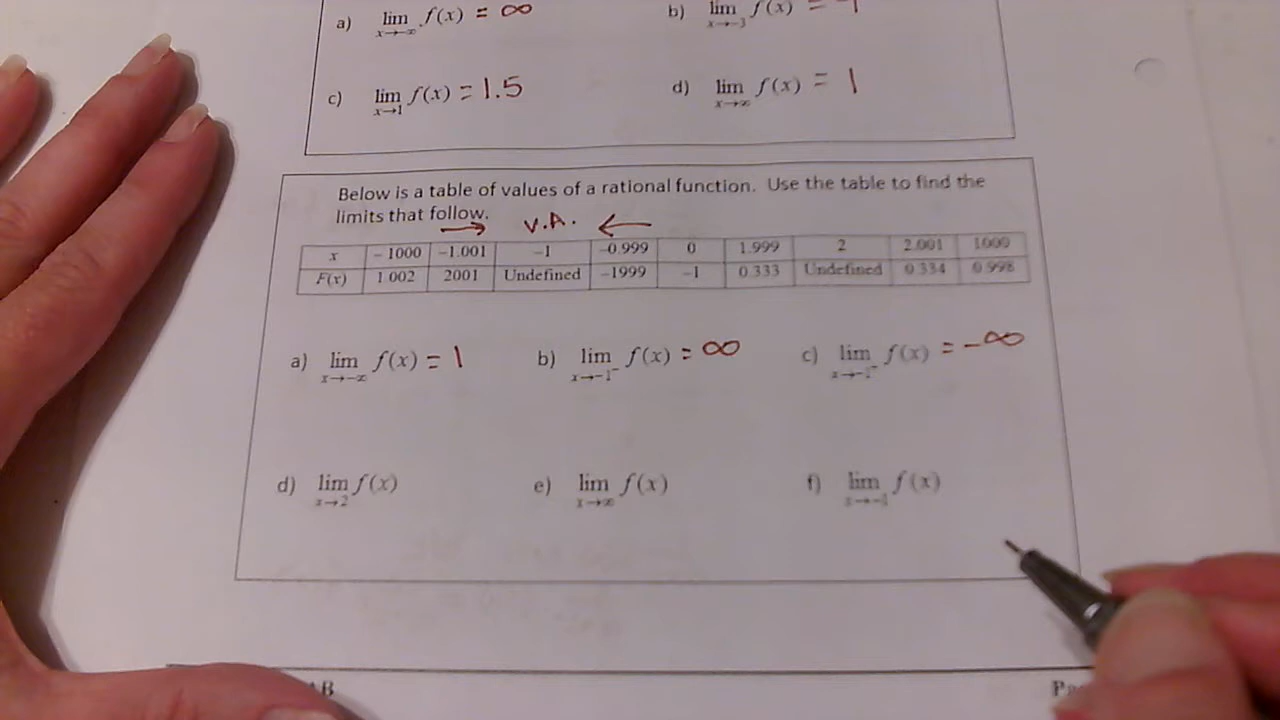 a) lim f(x) = ∞ b) lim f(x) = -1
x→-∞ x→-3
c) lim f(x) = 1.5 d) lim f(x) = 1
x→1 x→∞
Below is a table of values of a rational function. Use the table to find the
limits that follow.
→ V.A. ←
x -1000 -1.001 -1 -0.999 0 1.999 2 2.001 1000
F(x) 1.002 2001 Undefined -1999 -1 0.333 Undefined 0.334 0.998
a) lim f(x) = 1 b) lim f(x) = ∞ c) lim f(x) = -∞
x→-∞ x→-1⁻
d) lim f(x) e) lim f(x) f) lim f(x)
x→2 x→∞ x→-1